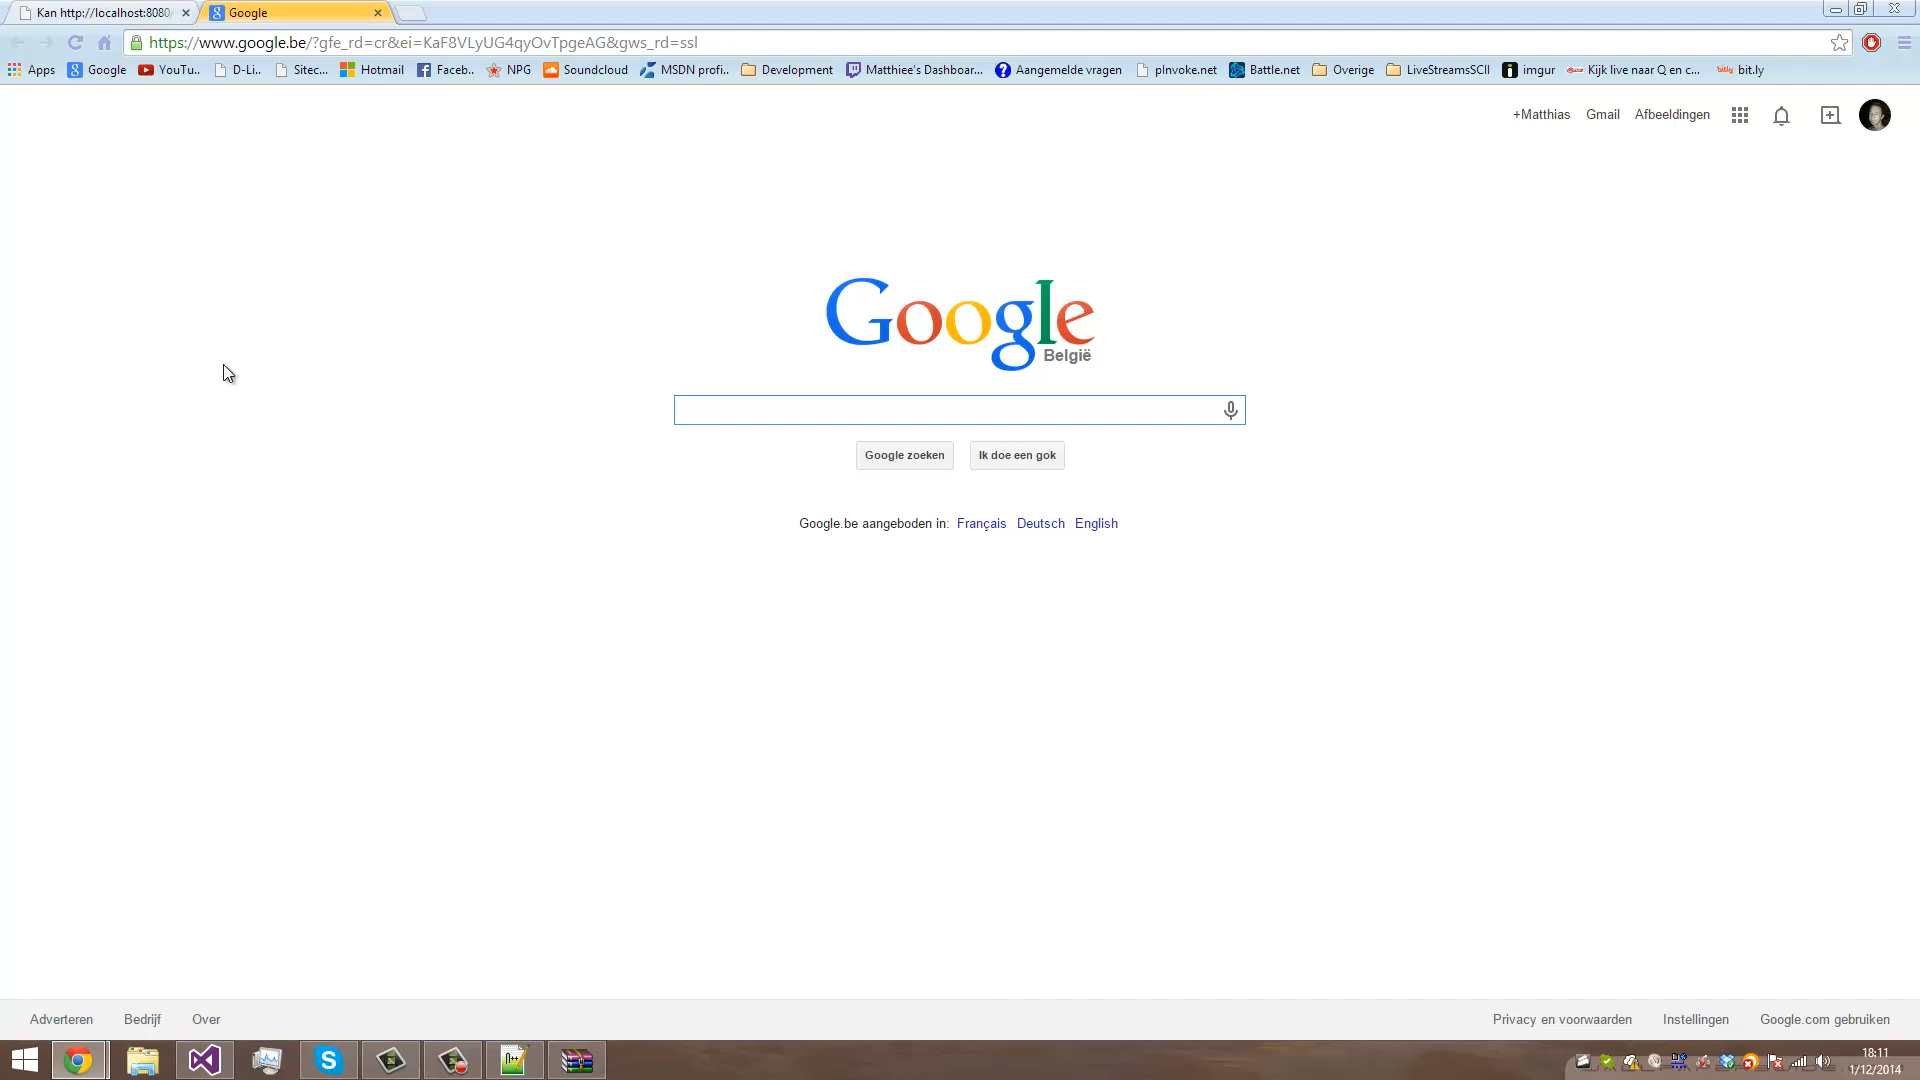 Kan http://localhost:8080/
Google
https://www.google.be/?gfe_rd=cr&ei=KaF8VLyUG4qyOvTpgeAG&gws_rd=ssl
Apps Google YouTu.. D-Li.. Sitec... Hotmail Faceb.. NPG Soundcloud MSDN profi.. Development Matthiee's Dashboar... Aangemelde vragen pInvoke.net Battle.net Overige LiveStreamsSCII imgur Kijk live naar Q en c... bit.ly
+Matthias Gmail Afbeeldingen
Google
België
Google zoeken Ik doe een gok
Google.be aangeboden in: Français Deutsch English
Adverteren Bedrijf Over Privacy en voorwaarden Instellingen Google.com gebruiken
18:11
1/12/2014